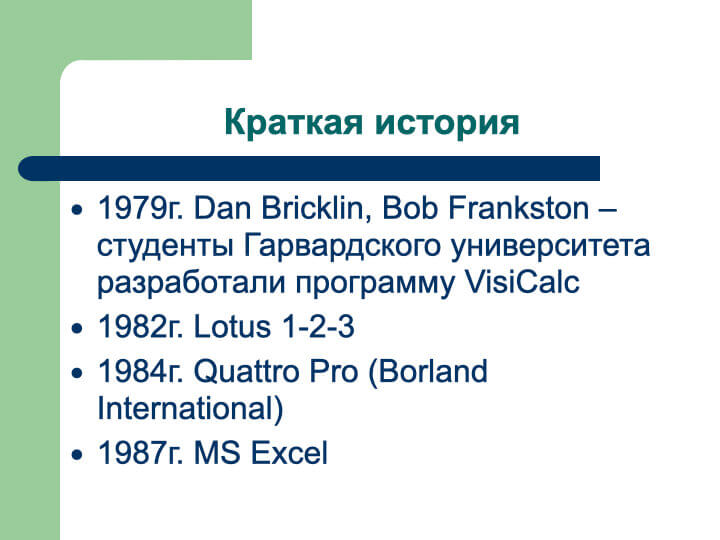 Краткая история
1979г. Dan Bricklin, Bob Frankston –
студенты Гарвардского университета
разработали программу VisiCalc
1982г. Lotus 1-2-3
1984г. Quattro Pro (Borland
International)
1987г. MS Excel